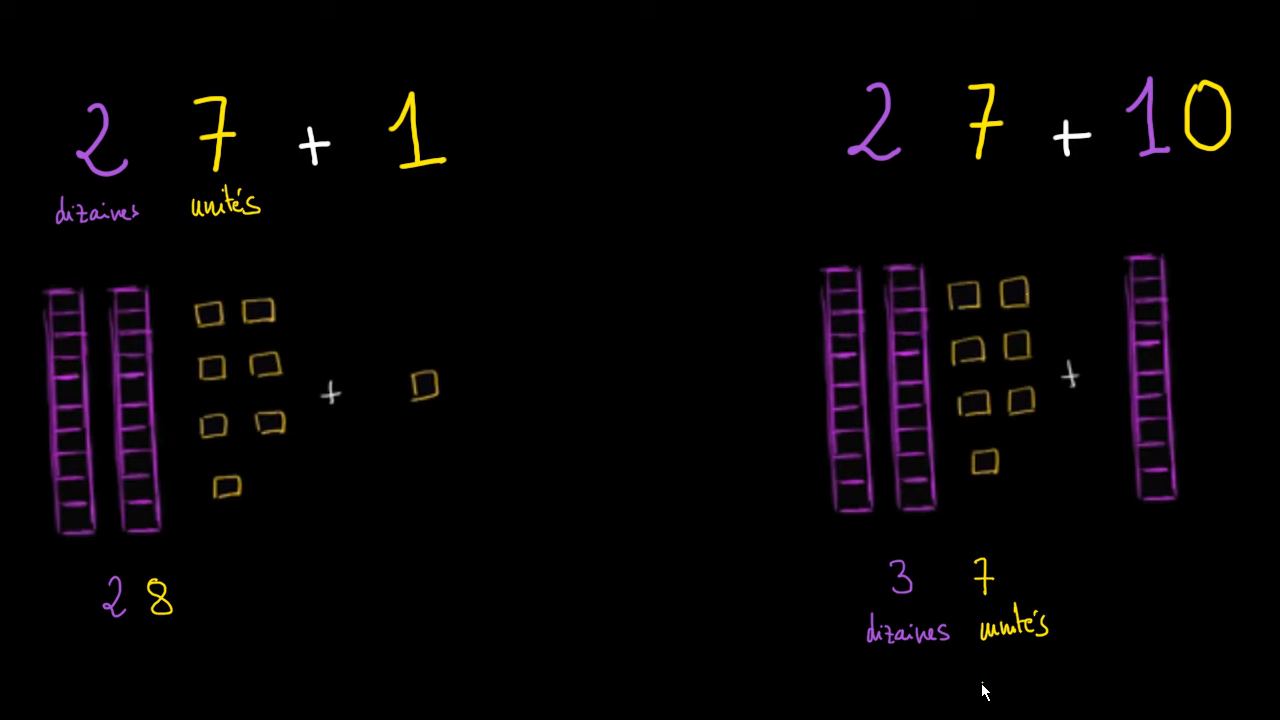 2 7 + 1
dizaines unités
+
2 8
2 7 + 10
+
3 7
dizaines unités